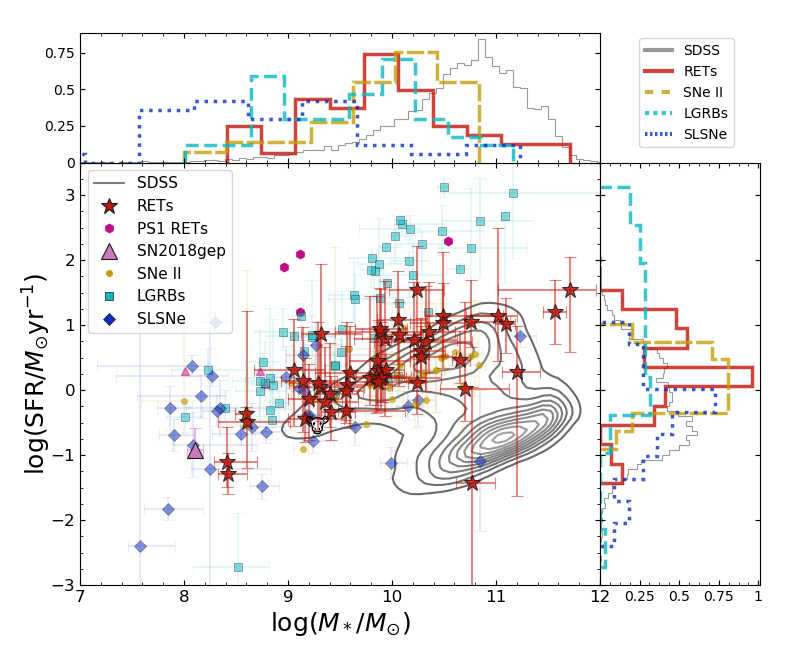 0.75
0.5
0.25
0
SDSS
RETs
SNe II
LGRBs
SLSNe
SDSS
RETs
PS1 RETs
SN2018gep
SNe II
LGRBs
SLSNe
3
2
1
0
−1
−2
−3
log(SFR/M⊙yr⁻¹)
7 8 9 10 11 12
0.25 0.5 0.75 1
log(M*/M⊙)